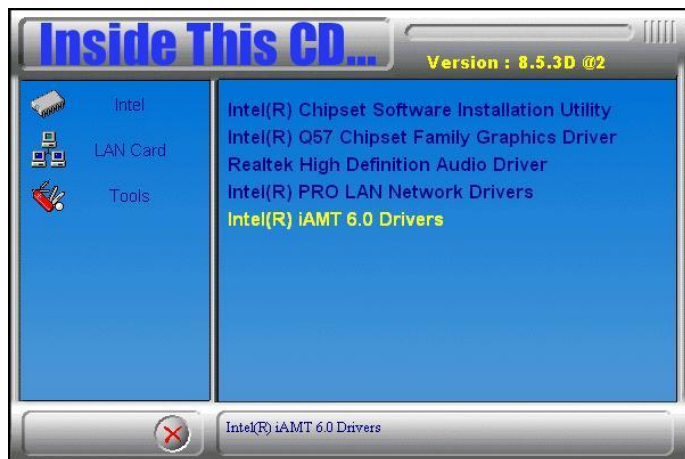 Inside This CD...
Version : 8.5.3D @2
Intel
LAN Card
Tools
Intel(R) Chipset Software Installation Utility
Intel(R) Q57 Chipset Family Graphics Driver
Realtek High Definition Audio Driver
Intel(R) PRO LAN Network Drivers
Intel(R) iAMT 6.0 Drivers
Intel(R) iAMT 6.0 Drivers